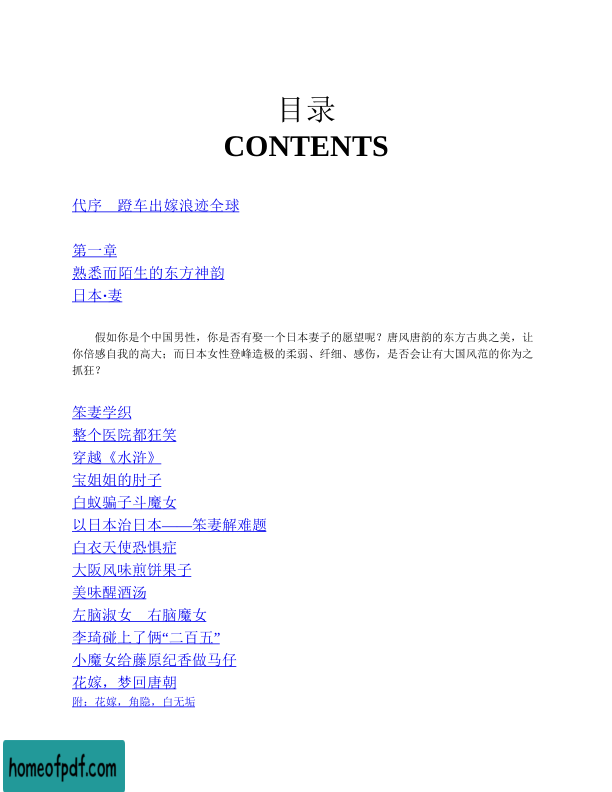 目录
CONTENTS
代序　蹬车出嫁浪迹全球
第一章
熟悉而陌生的东方神韵
日本·妻
假如你是个中国男性，你是否有娶一个日本妻子的愿望呢？唐风唐韵的东方古典之美，让
你倍感自我的高大；而日本女性登峰造极的柔弱、纤细、感伤，是否会让有大国风范的你为之
抓狂？
笨妻学织
整个医院都狂笑
穿越《水浒》
宝姐姐的肘子
白蚁骗子斗魔女
以日本治日本——笨妻解难题
白衣天使恐惧症
大阪风味煎饼果子
美味醒酒汤
左脑淑女　右脑魔女
李琦碰上了俩“二百五”
小魔女给藤原纪香做马仔
花嫁，梦回唐朝
附：花嫁，角隐，白无垢
homeofpdf.com